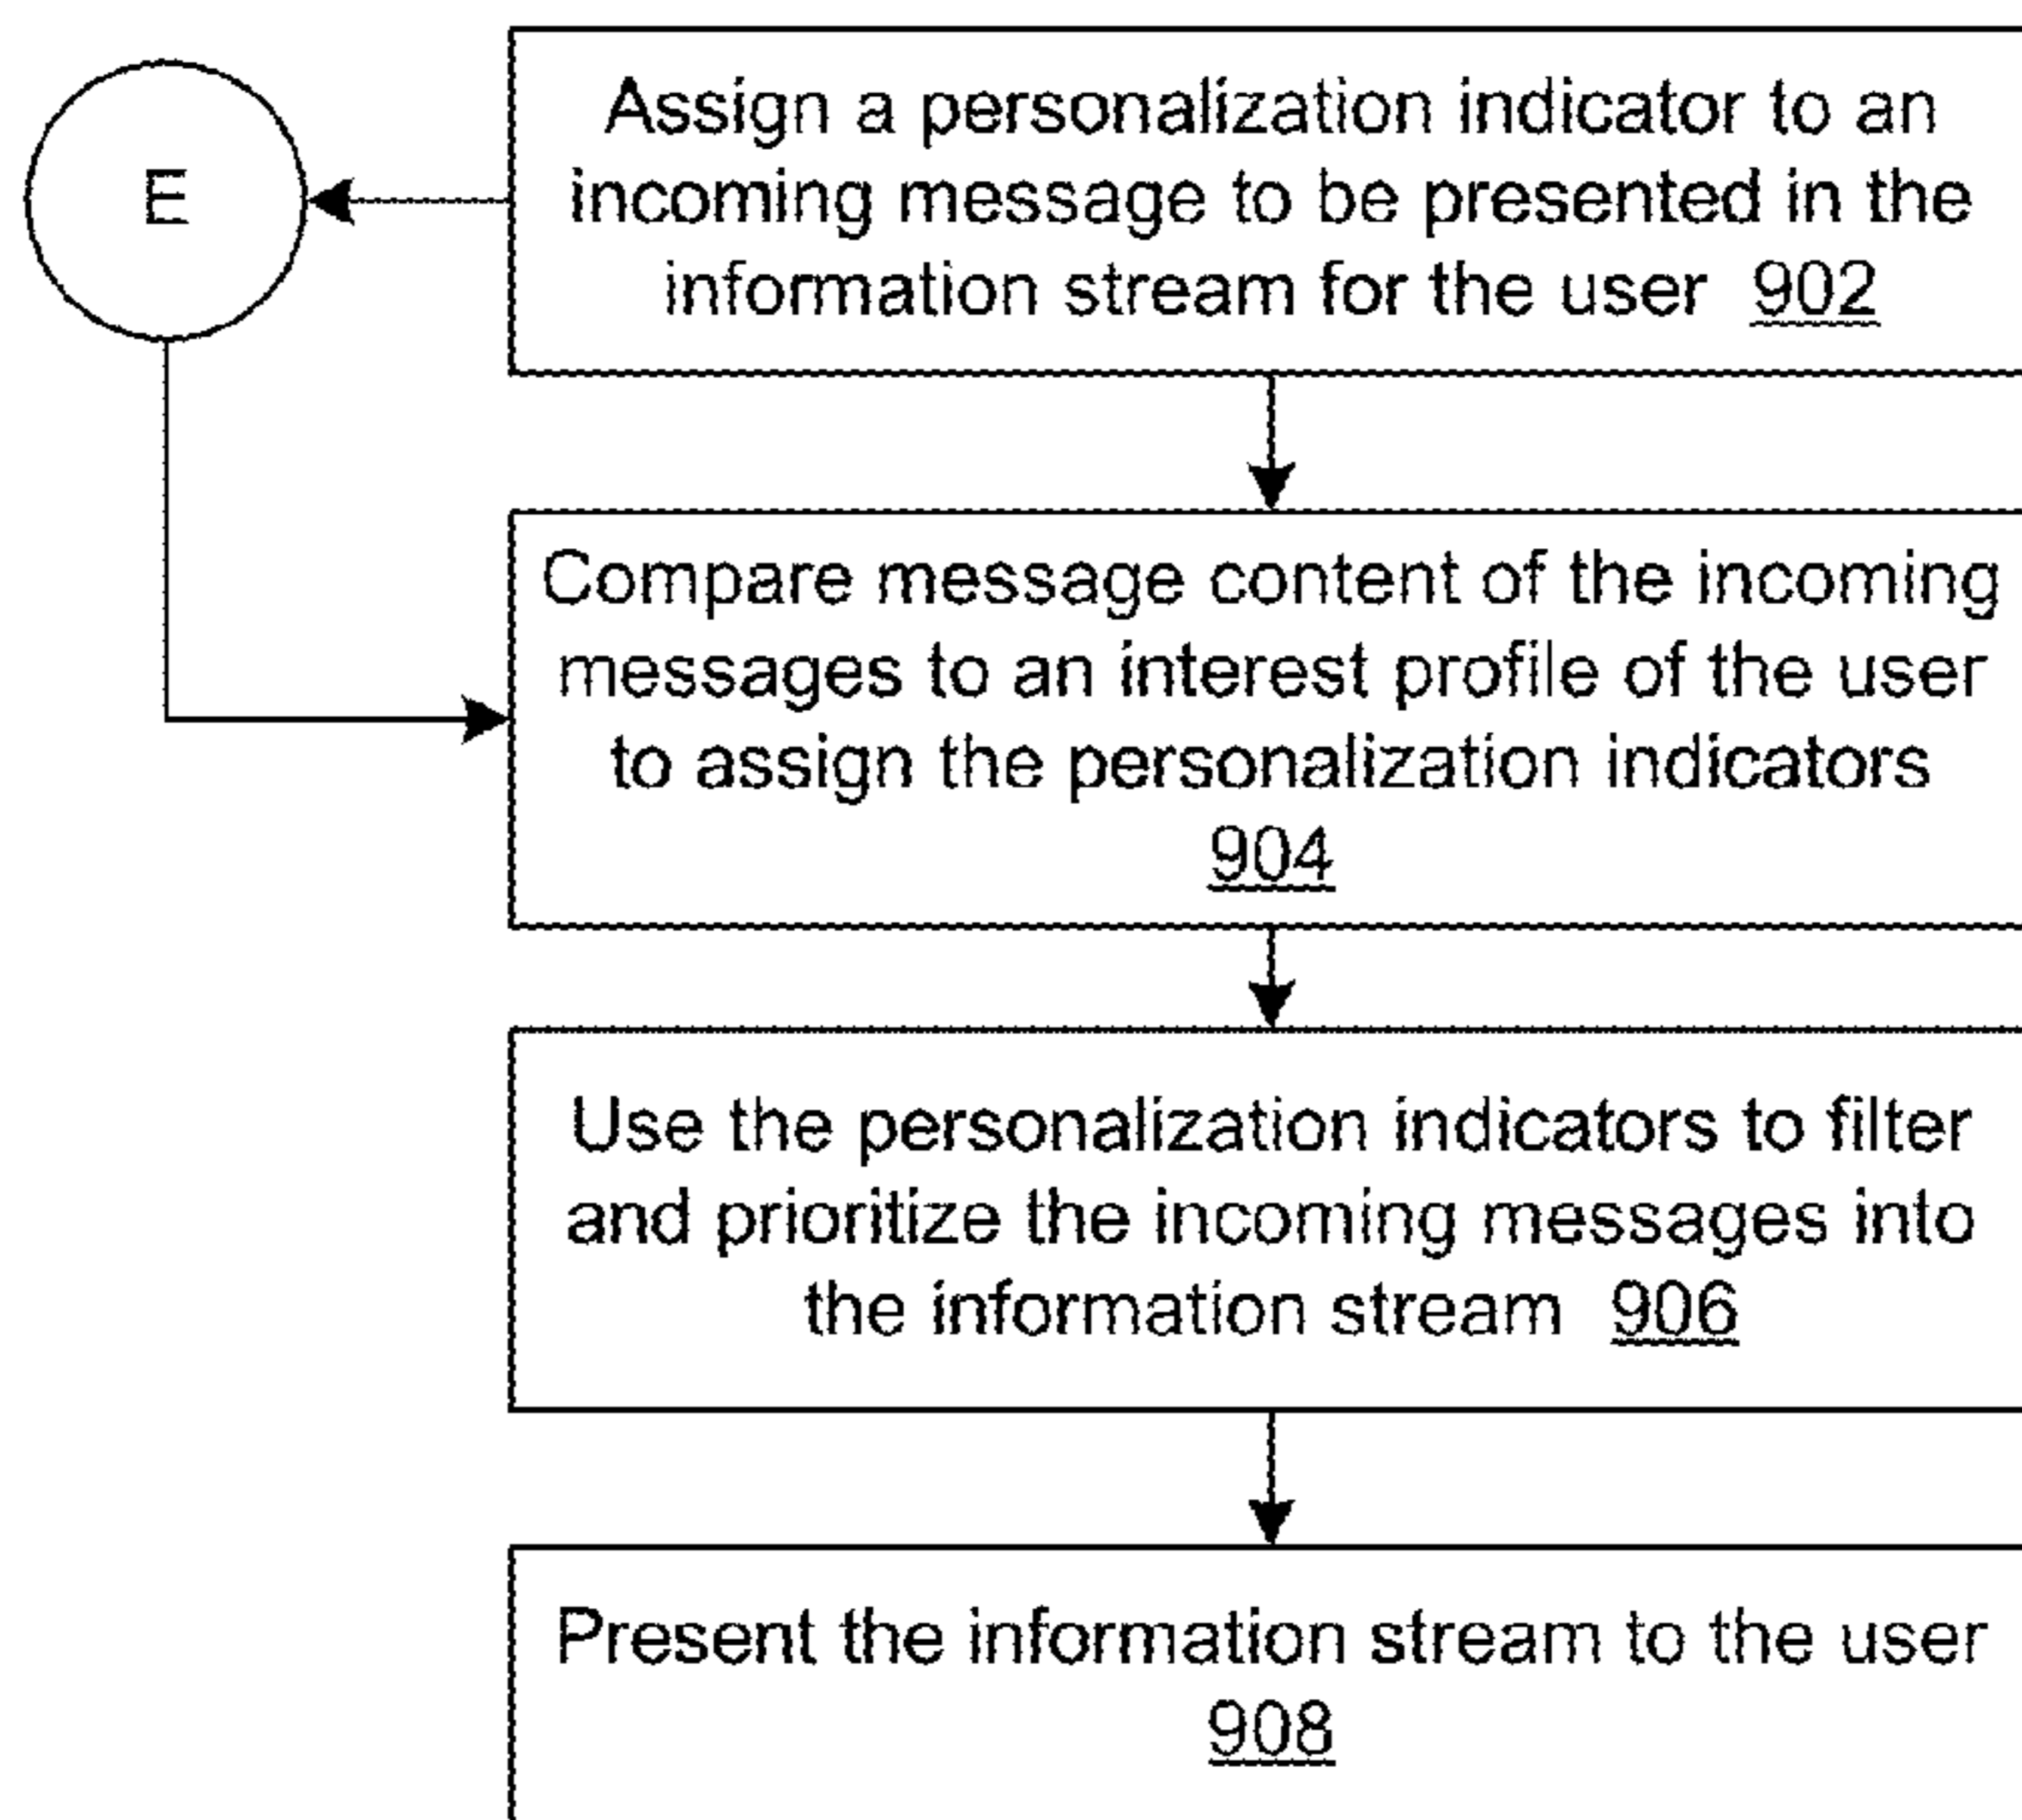 E
Assign a personalization indicator to an
incoming message to be presented in the
information stream for the user 902
Compare message content of the incoming
messages to an interest profile of the user
to assign the personalization indicators
904
Use the personalization indicators to filter
and prioritize the incoming messages into
the information stream 906
Present the information stream to the user
908